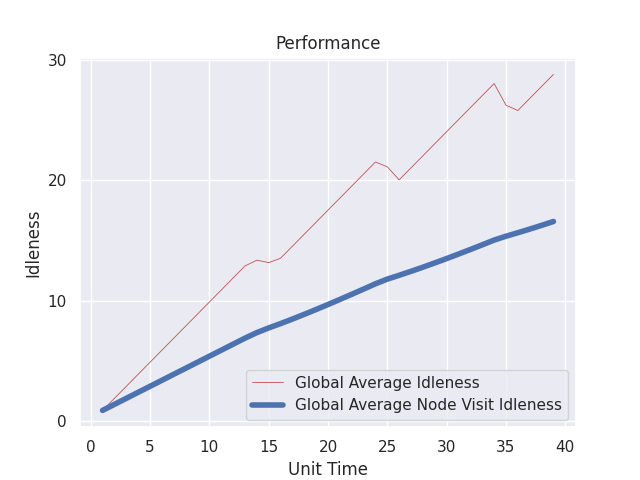 Performance
30
20
10
0
Idleness
Global Average Idleness
Global Average Node Visit Idleness
0 5 10 15 20 25 30 35 40
Unit Time